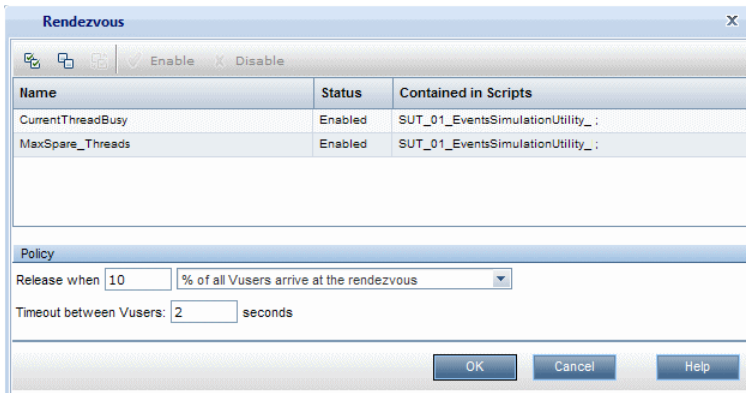 Rendezvous X
Enable X Disable
Name Status Contained in Scripts
CurrentThreadBusy Enabled SUT_01_EventsSimulationUtility_ ;
MaxSpare_Threads Enabled SUT_01_EventsSimulationUtility_ ;
Policy
Release when 10 % of all Vusers arrive at the rendezvous
Timeout between Vusers: 2 seconds
OK Cancel Help